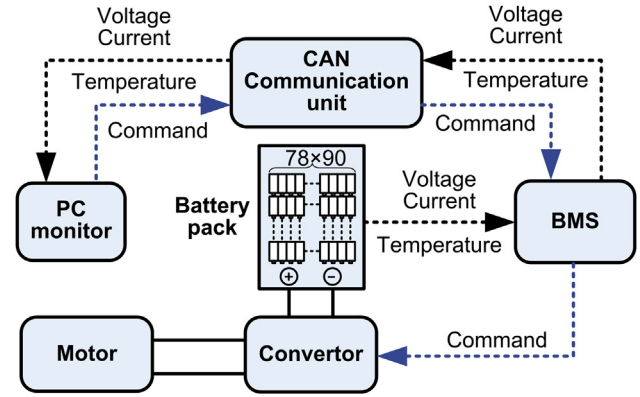 Voltage
Current
Temperature
Command
CAN
Communication
unit
Voltage
Current
Temperature
Command
PC
monitor
Battery
pack
78×90
+
−
Voltage
Current
Temperature
BMS
Motor
Convertor
Command